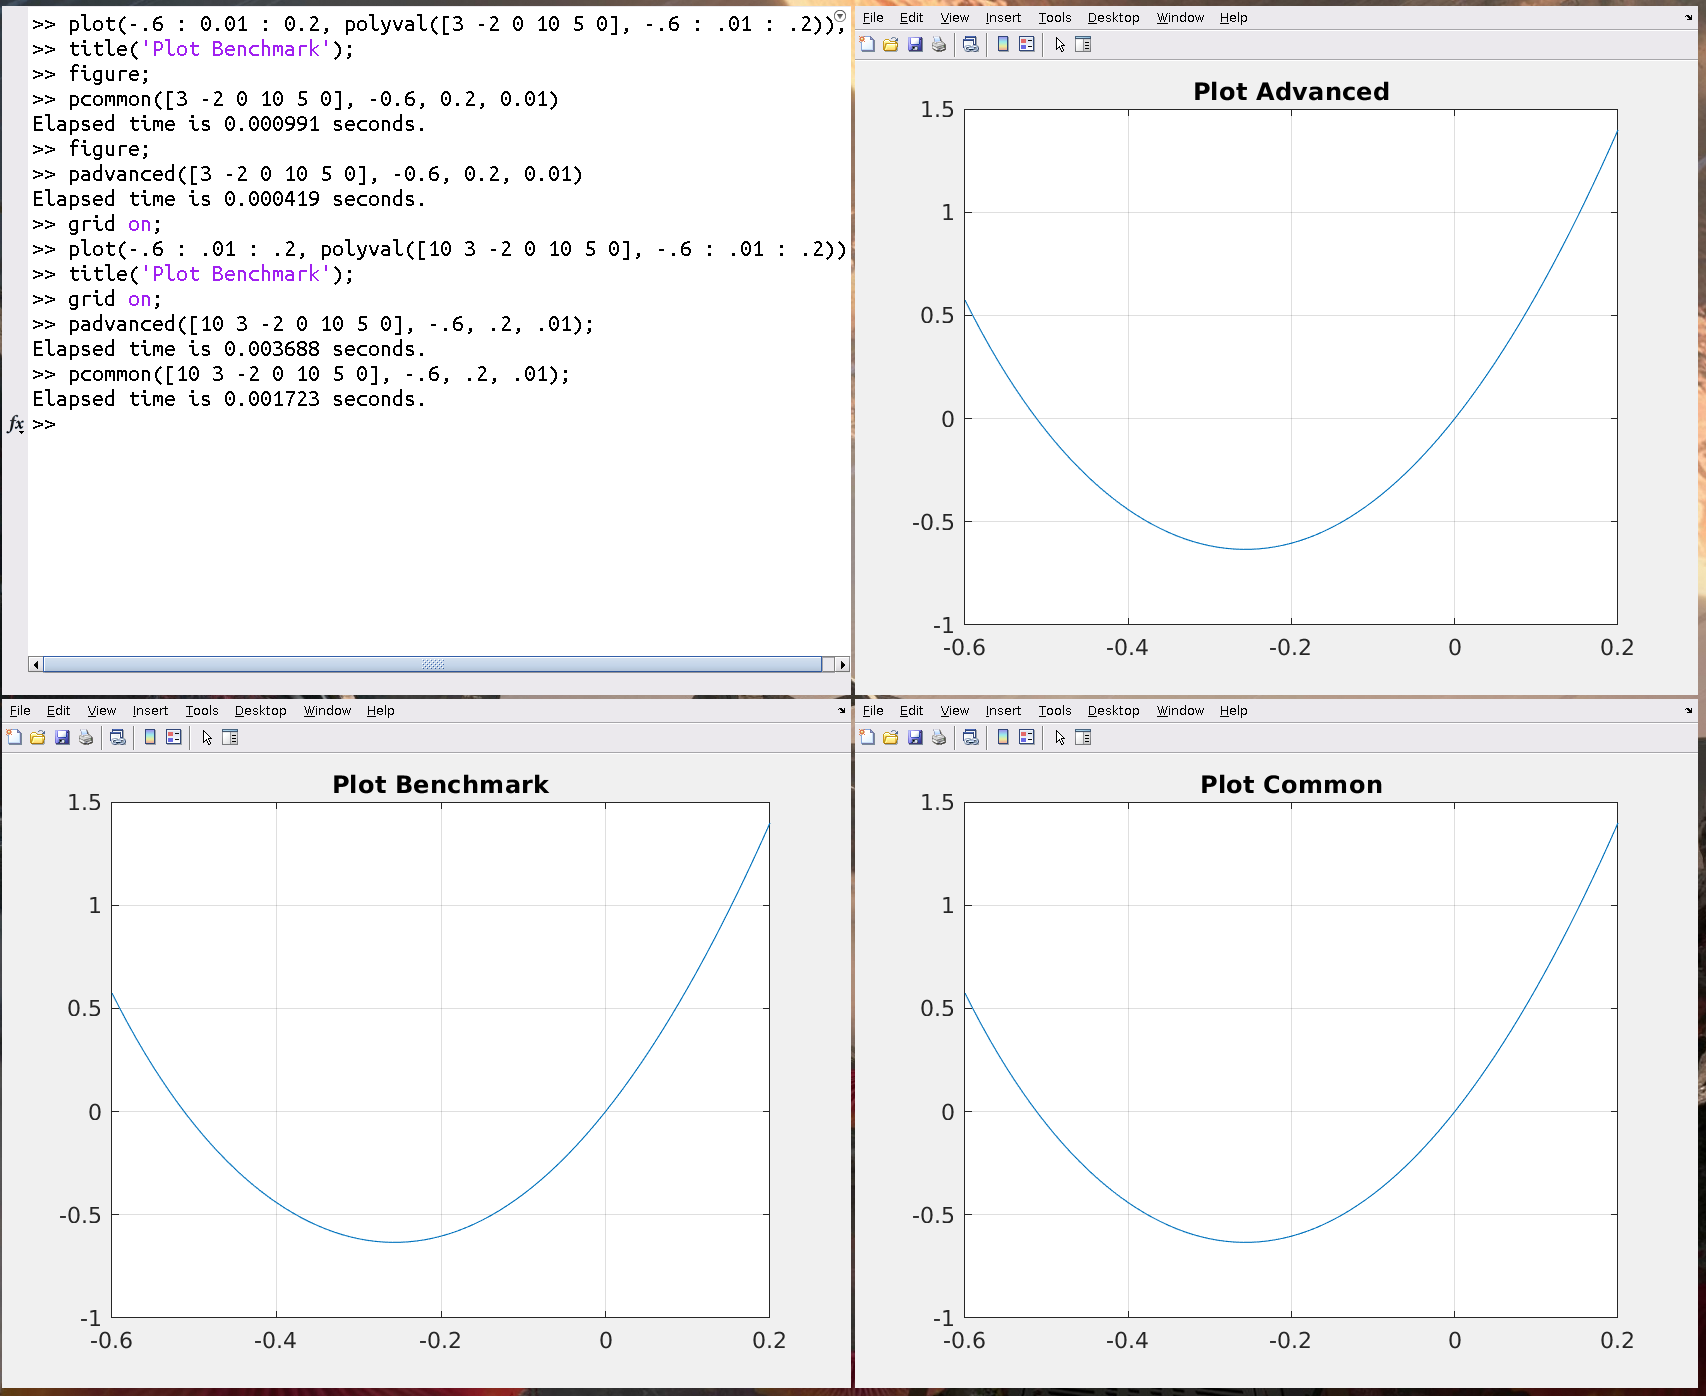 >> plot(-.6 : 0.01 : 0.2, polyval([3 -2 0 10 5 0], -.6 : .01 : .2)),
>> title('Plot Benchmark');
>> figure;
>> pcommon([3 -2 0 10 5 0], -0.6, 0.2, 0.01)
Elapsed time is 0.000991 seconds.
>> figure;
>> padvanced([3 -2 0 10 5 0], -0.6, 0.2, 0.01)
Elapsed time is 0.000419 seconds.
>> grid on;
>> plot(-.6 : .01 : .2, polyval([10 3 -2 0 10 5 0], -.6 : .01 : .2))
>> title('Plot Benchmark');
>> grid on;
>> padvanced([10 3 -2 0 10 5 0], -.6, .2, .01);
Elapsed time is 0.003688 seconds.
>> pcommon([10 3 -2 0 10 5 0], -.6, .2, .01);
Elapsed time is 0.001723 seconds.
fx >>
File Edit View Insert Tools Desktop Window Help
Plot Advanced
1.5
1
0.5
0
-0.5
-1
-0.6 -0.4 -0.2 0 0.2
File Edit View Insert Tools Desktop Window Help
Plot Benchmark
1.5
1
0.5
0
-0.5
-1
-0.6 -0.4 -0.2 0 0.2
File Edit View Insert Tools Desktop Window Help
Plot Common
1.5
1
0.5
0
-0.5
-1
-0.6 -0.4 -0.2 0 0.2